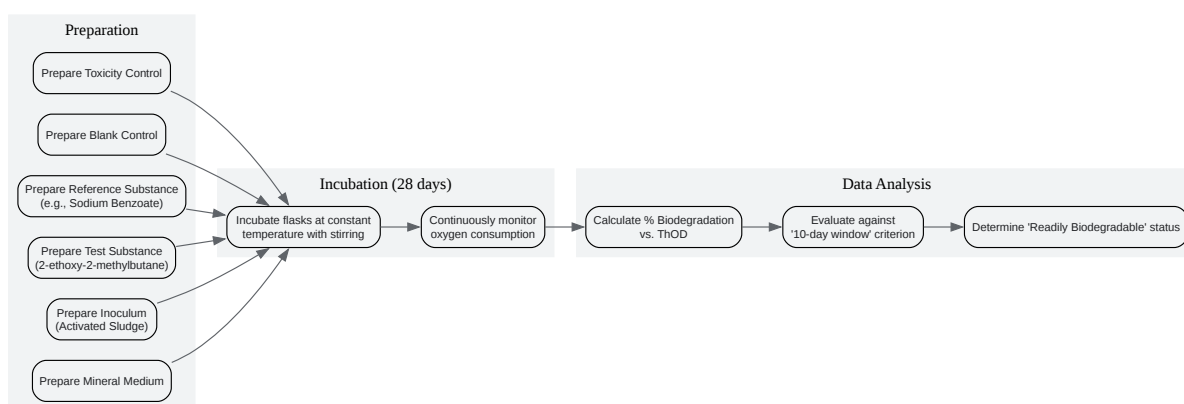 Preparation
Prepare Toxicity Control
Prepare Blank Control
Prepare Reference Substance
(e.g., Sodium Benzoate)
Prepare Test Substance
(2-ethoxy-2-methylbutane)
Prepare Inoculum
(Activated Sludge)
Prepare Mineral Medium
Incubation (28 days)
Incubate flasks at constant
temperature with stirring
Continuously monitor
oxygen consumption
Data Analysis
Calculate % Biodegradation
vs. ThOD
Evaluate against
'10-day window' criterion
Determine 'Readily Biodegradable' status